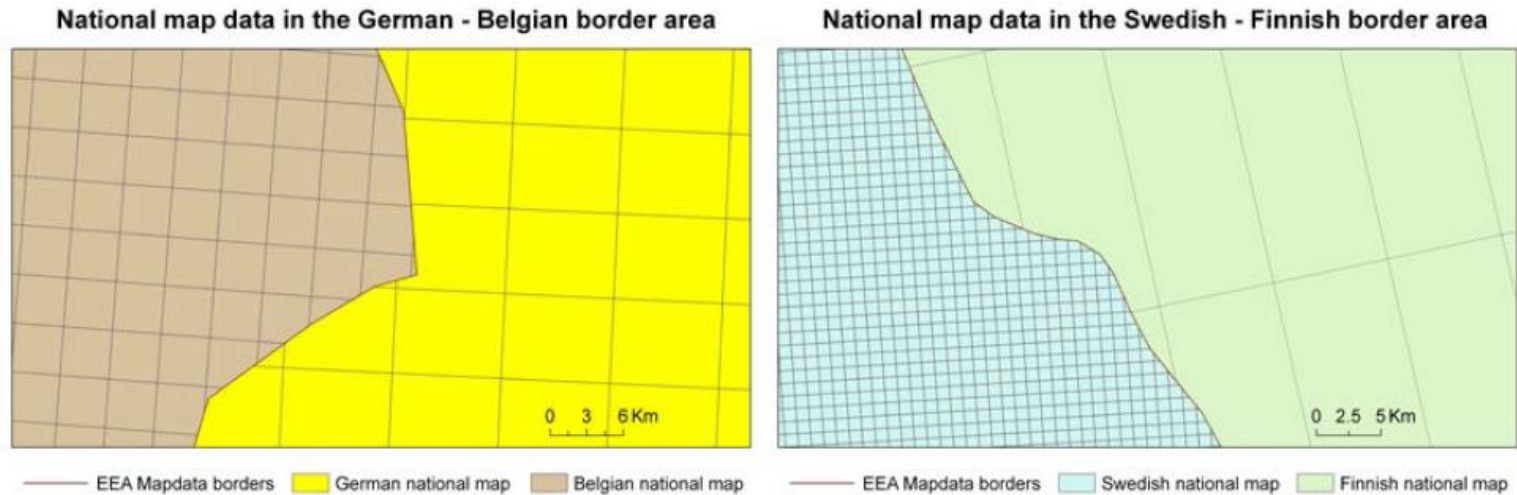 National map data in the German - Belgian border area
National map data in the Swedish - Finnish border area
0 3 6 Km
0 2.5 5 Km
EEA Mapdata borders German national map Belgian national map
EEA Mapdata borders Swedish national map Finnish national map